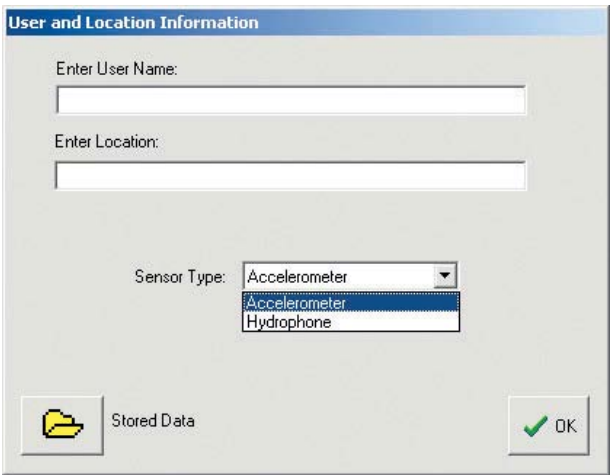 User and Location Information
Enter User Name:
Enter Location:
Sensor Type: Accelerometer
Accelerometer
Hydrophone
Stored Data
OK